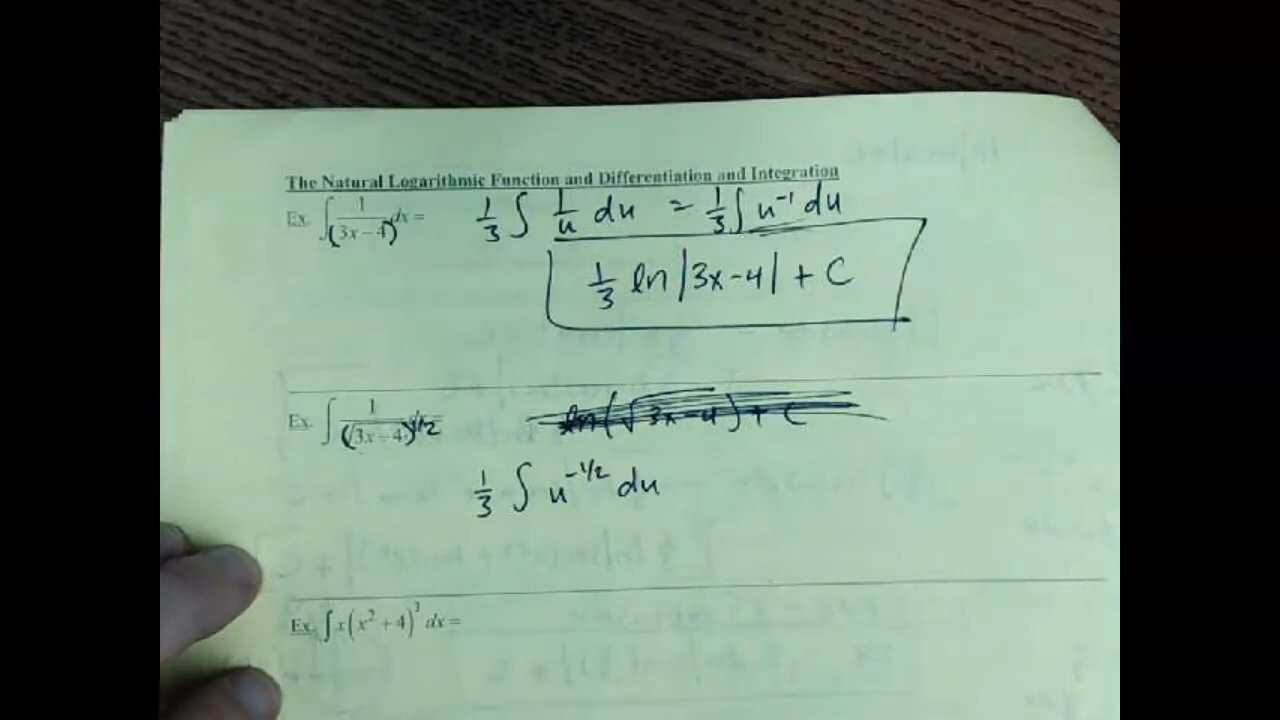 The Natural Logarithmic Function and Differentiation and Integration
Ex. ∫ 1/(3x − 4) dx = 1/3 ∫ 1/u du = 1/3 ∫ u⁻¹ du
1/3 ln |3x-4| + C
Ex. ∫ 1/(√3x − 4)^1/2 dx = ln(√3x-4) + C
1/3 ∫ u^-1/2 du
Ex. ∫ x(x² + 4)³ dx =